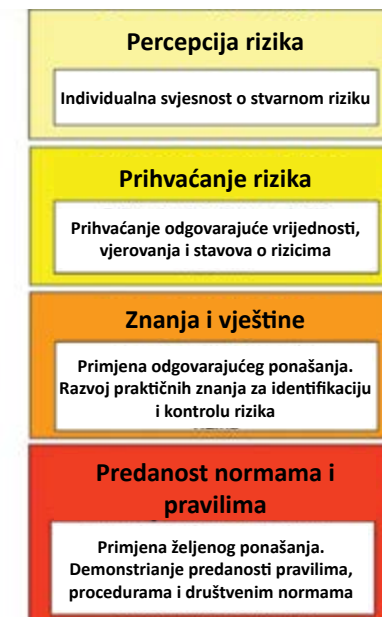 Percepcija rizika
Individualna svjesnost o stvarnom riziku
Prihvaćanje rizika
Prihvaćanje odgovarajuće vrijednosti,
vjerovanja i stavova o rizicima
Znanja i vještine
Primjena odgovarajućeg ponašanja.
Razvoj praktičnih znanja za identifikaciju
i kontrolu rizika
Predanost normama i
pravilima
Primjena željenog ponašanja.
Demonstrianje predanosti pravilima,
procedurama i društvenim normama